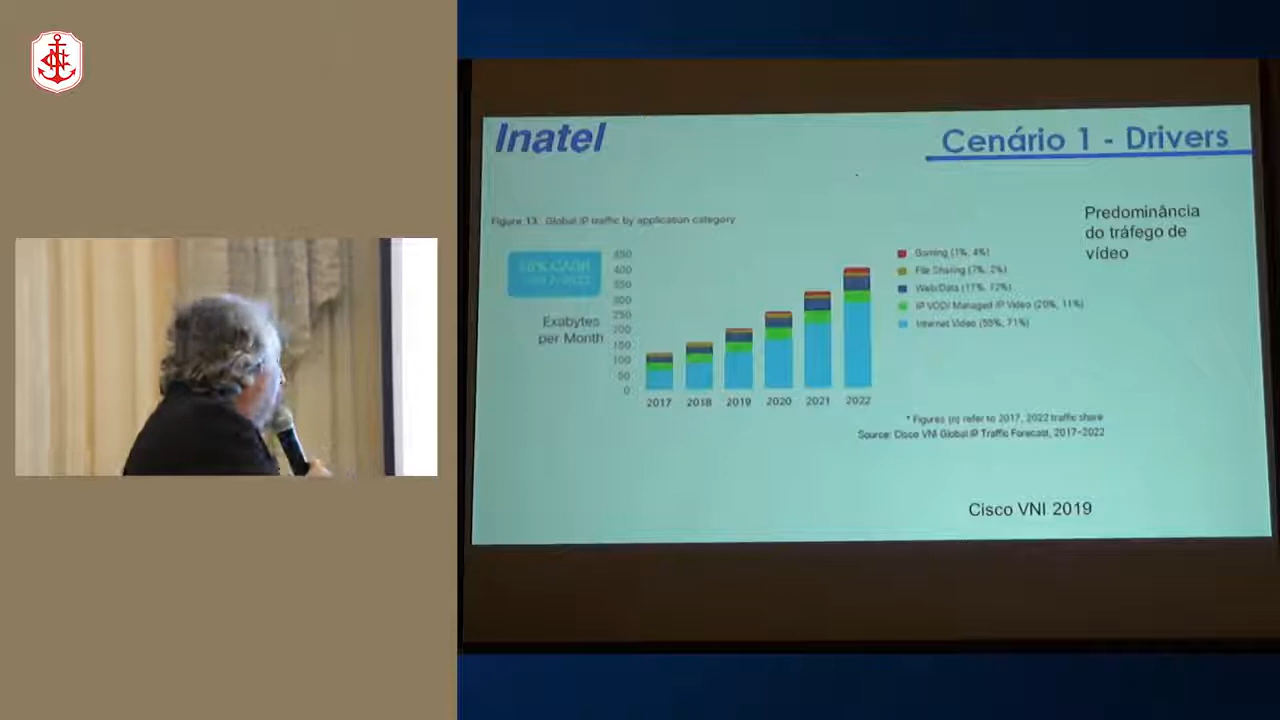 Inatel
Cenário 1 - Drivers
Figure 13. Global IP traffic by application category
Predominância
do tráfego de
vídeo
Exabytes
per Month
450
400
350
300
250
200
150
100
50
0
2017 2018 2019 2020 2021 2022
Gaming (1%, 4%)
File Sharing (7%, 2%)
Web/Data (17%, 12%)
IP VOD/ Managed IP Video (20%, 11%)
Internet Video (55%, 71%)
* Figures (n) refer to 2017, 2022 traffic share
Source: Cisco VNI Global IP Traffic Forecast, 2017–2022
Cisco VNI 2019